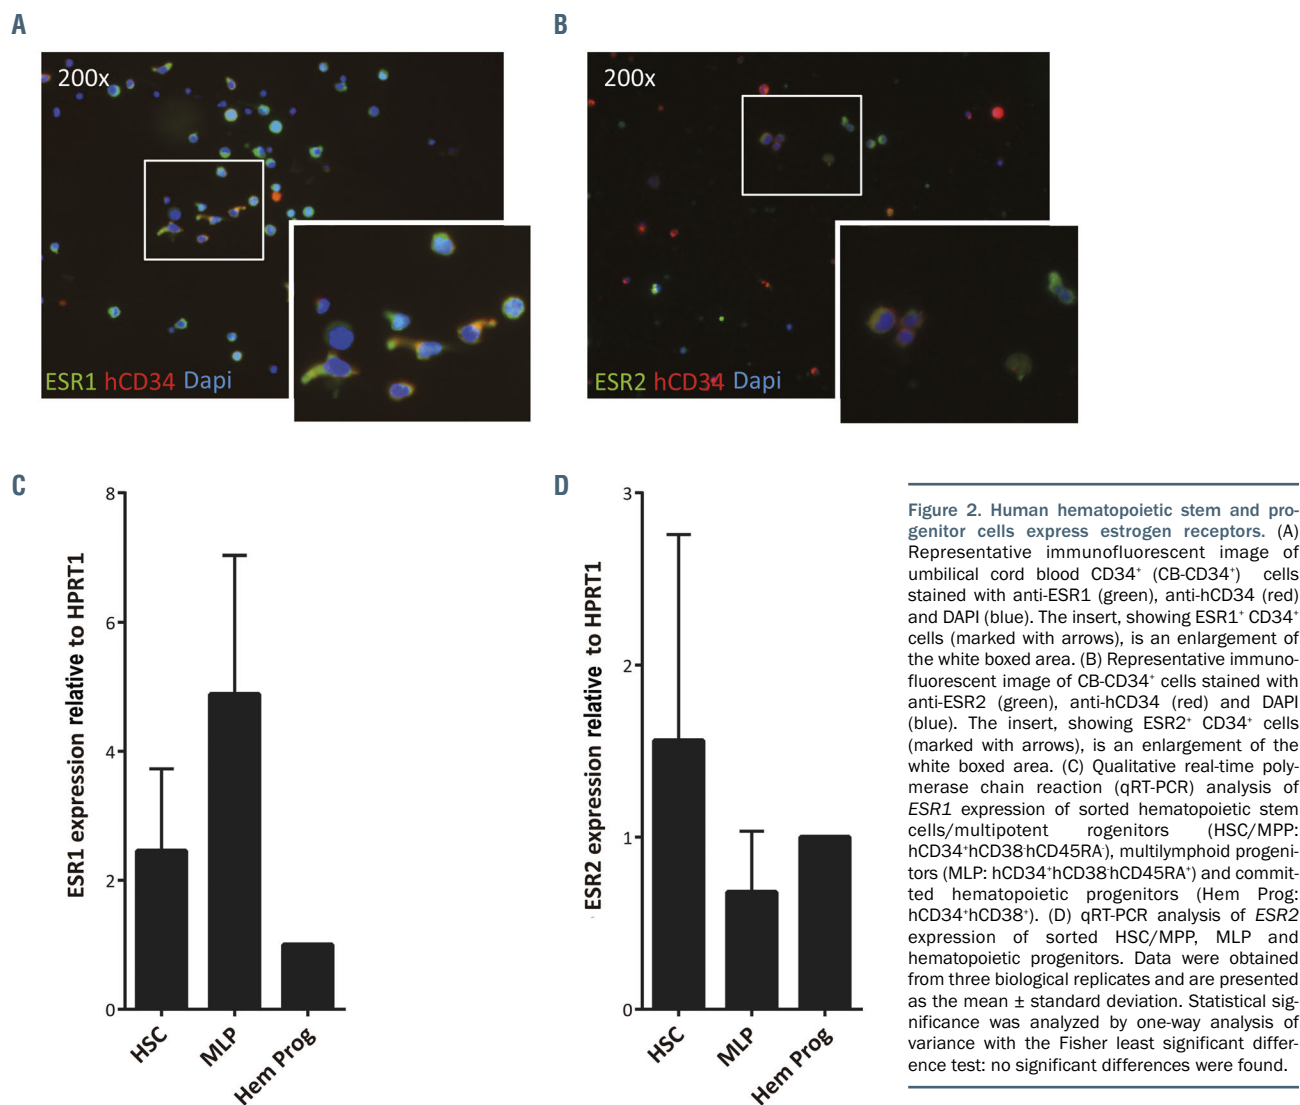 A
B
200x
200x
ESR1 hCD34 Dapi
ESR2 hCD34 Dapi
C
ESR1 expression relative to HPRT1
8
6
4
2
0
HSC
MLP
Hem Prog
D
ESR2 expression relative to HPRT1
3
2
1
0
HSC
MLP
Hem Prog
Figure 2. Human hematopoietic stem and pro-
genitor cells express estrogen receptors. (A)
Representative immunofluorescent image of
umbilical cord blood CD34⁺ (CB-CD34⁺) cells
stained with anti-ESR1 (green), anti-hCD34 (red)
and DAPI (blue). The insert, showing ESR1⁺ CD34⁺
cells (marked with arrows), is an enlargement of
the white boxed area. (B) Representative immuno-
fluorescent image of CB-CD34⁺ cells stained with
anti-ESR2 (green), anti-hCD34 (red) and DAPI
(blue). The insert, showing ESR2⁺ CD34⁺ cells
(marked with arrows), is an enlargement of the
white boxed area. (C) Qualitative real-time poly-
merase chain reaction (qRT-PCR) analysis of
ESR1 expression of sorted hematopoietic stem
cells/multipotent rogenitors (HSC/MPP:
hCD34⁺hCD38⁻hCD45RA⁻), multilymphoid progeni-
tors (MLP: hCD34⁺hCD38⁻hCD45RA⁺) and commit-
ted hematopoietic progenitors (Hem Prog:
hCD34⁺hCD38⁺). (D) qRT-PCR analysis of ESR2
expression of sorted HSC/MPP, MLP and
hematopoietic progenitors. Data were obtained
from three biological replicates and are presented
as the mean ± standard deviation. Statistical sig-
nificance was analyzed by one-way analysis of
variance with the Fisher least significant differ-
ence test: no significant differences were found.